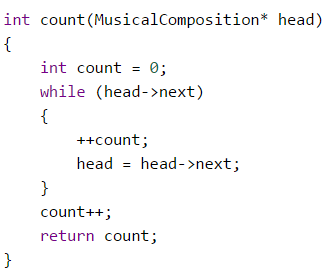 int count(MusicalComposition* head)
{
    int count = 0;
    while (head->next)
    {
        ++count;
        head = head->next;
    }
    count++;
    return count;
}